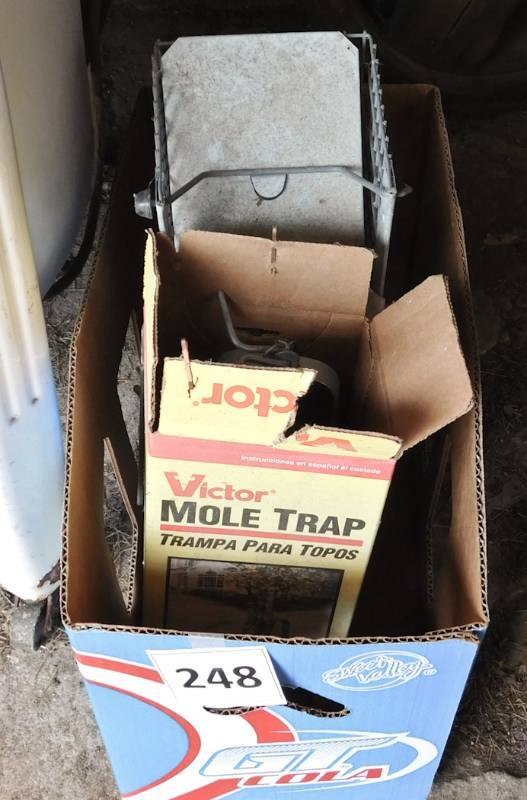 ctor.
V
Instrucciones en español al costado
Victor®
MOLE TRAP
TRAMPA PARA TOPOS
248
Sweet
Valley®
GT
COLA